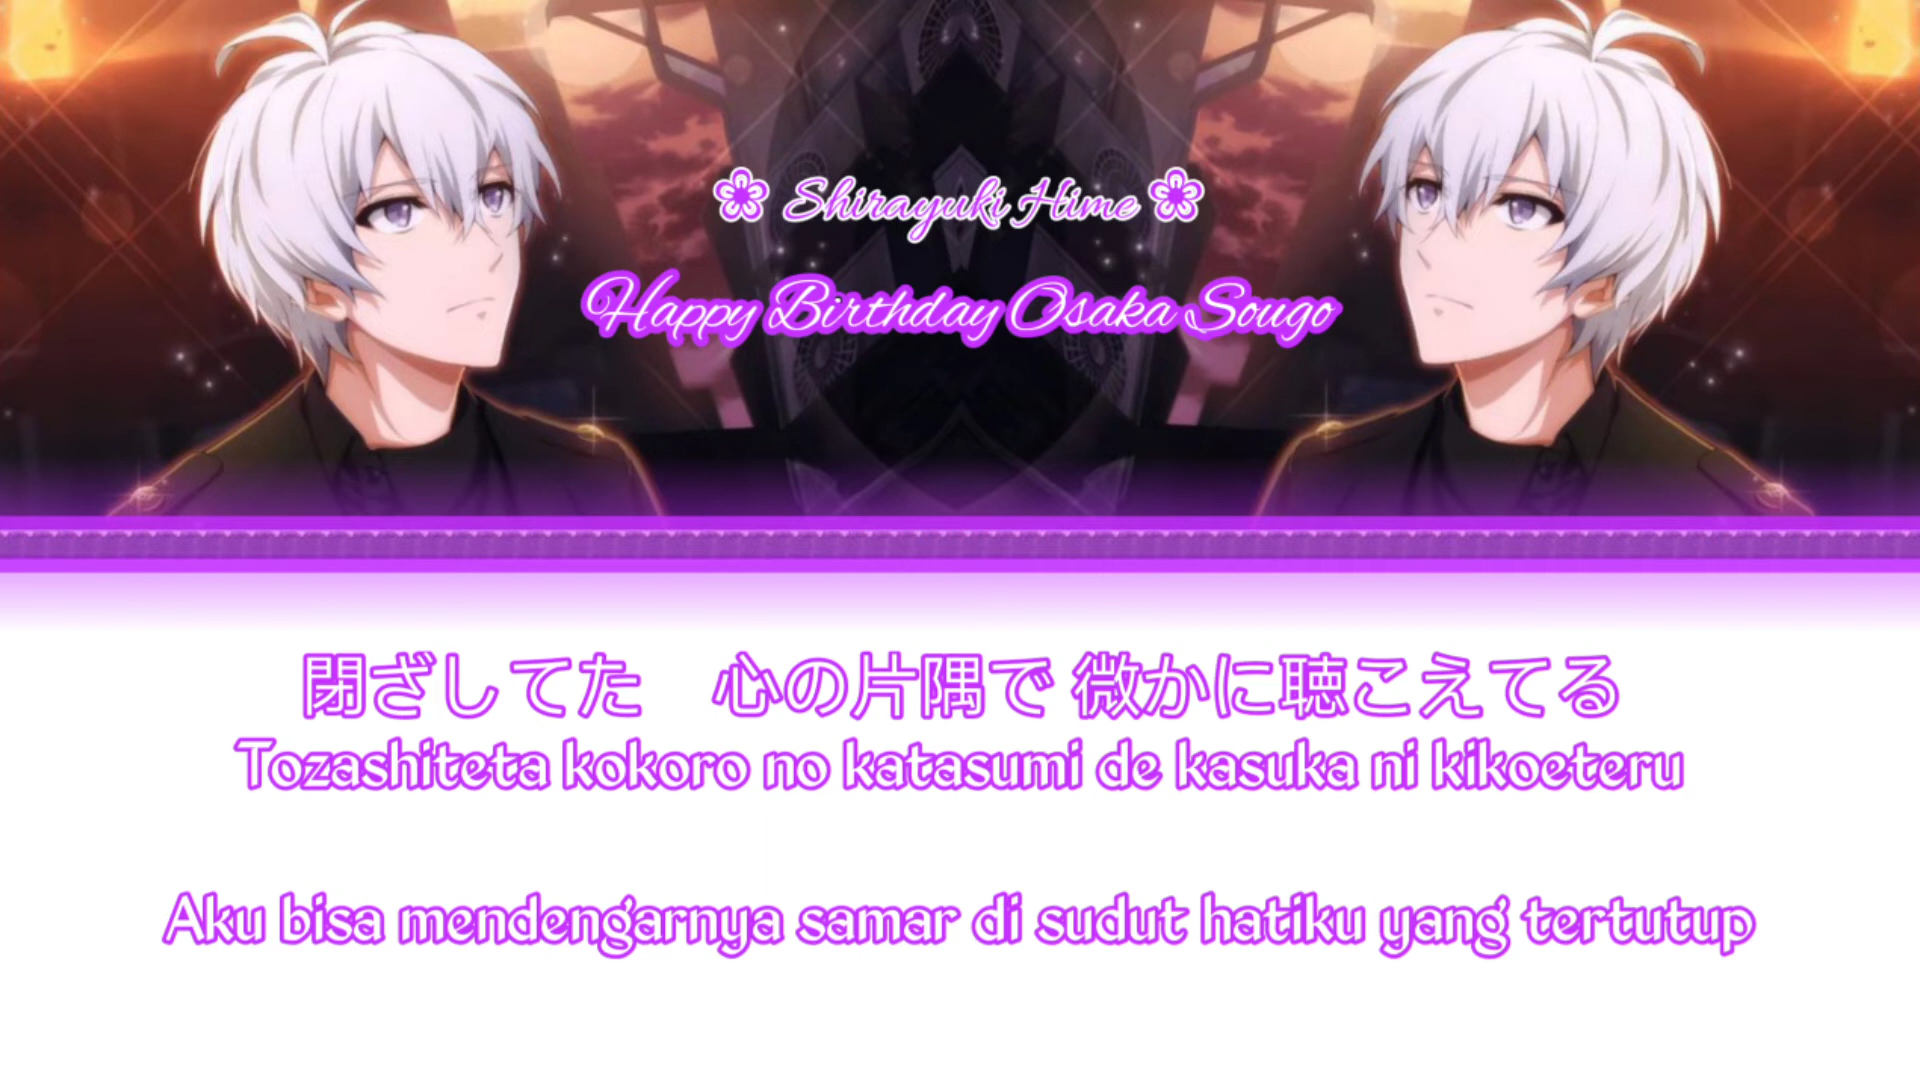 Shirayuki Hime
Happy Birthday Osaka Sougo
閉ざしてた　心の片隅で 微かに聴こえてる
Tozashiteta kokoro no katasumi de kasuka ni kikoeteru
Aku bisa mendengarnya samar di sudut hatiku yang tertutup